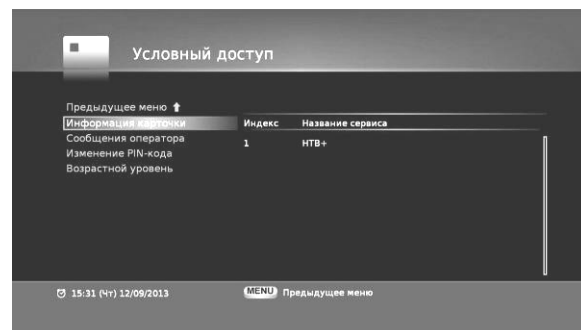 Условный доступ
Предыдущее меню
Информация карточки
Индекс Название сервиса
Сообщения оператора
1 НТВ+
Изменение PIN-кода
Возрастной уровень
15:31 (Чт) 12/09/2013
MENU Предыдущее меню